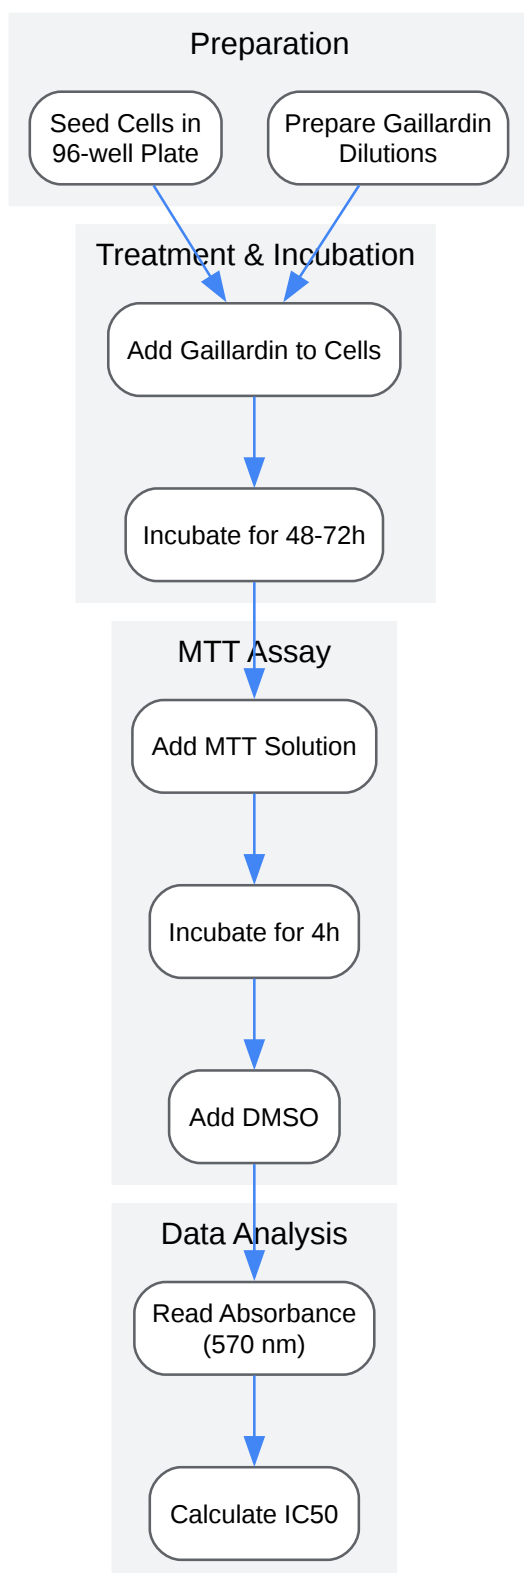 Preparation
Seed Cells in
96-well Plate
Prepare Gaillardin
Dilutions
Treatment & Incubation
Add Gaillardin to Cells
Incubate for 48-72h
MTT Assay
Add MTT Solution
Incubate for 4h
Add DMSO
Data Analysis
Read Absorbance
(570 nm)
Calculate IC50